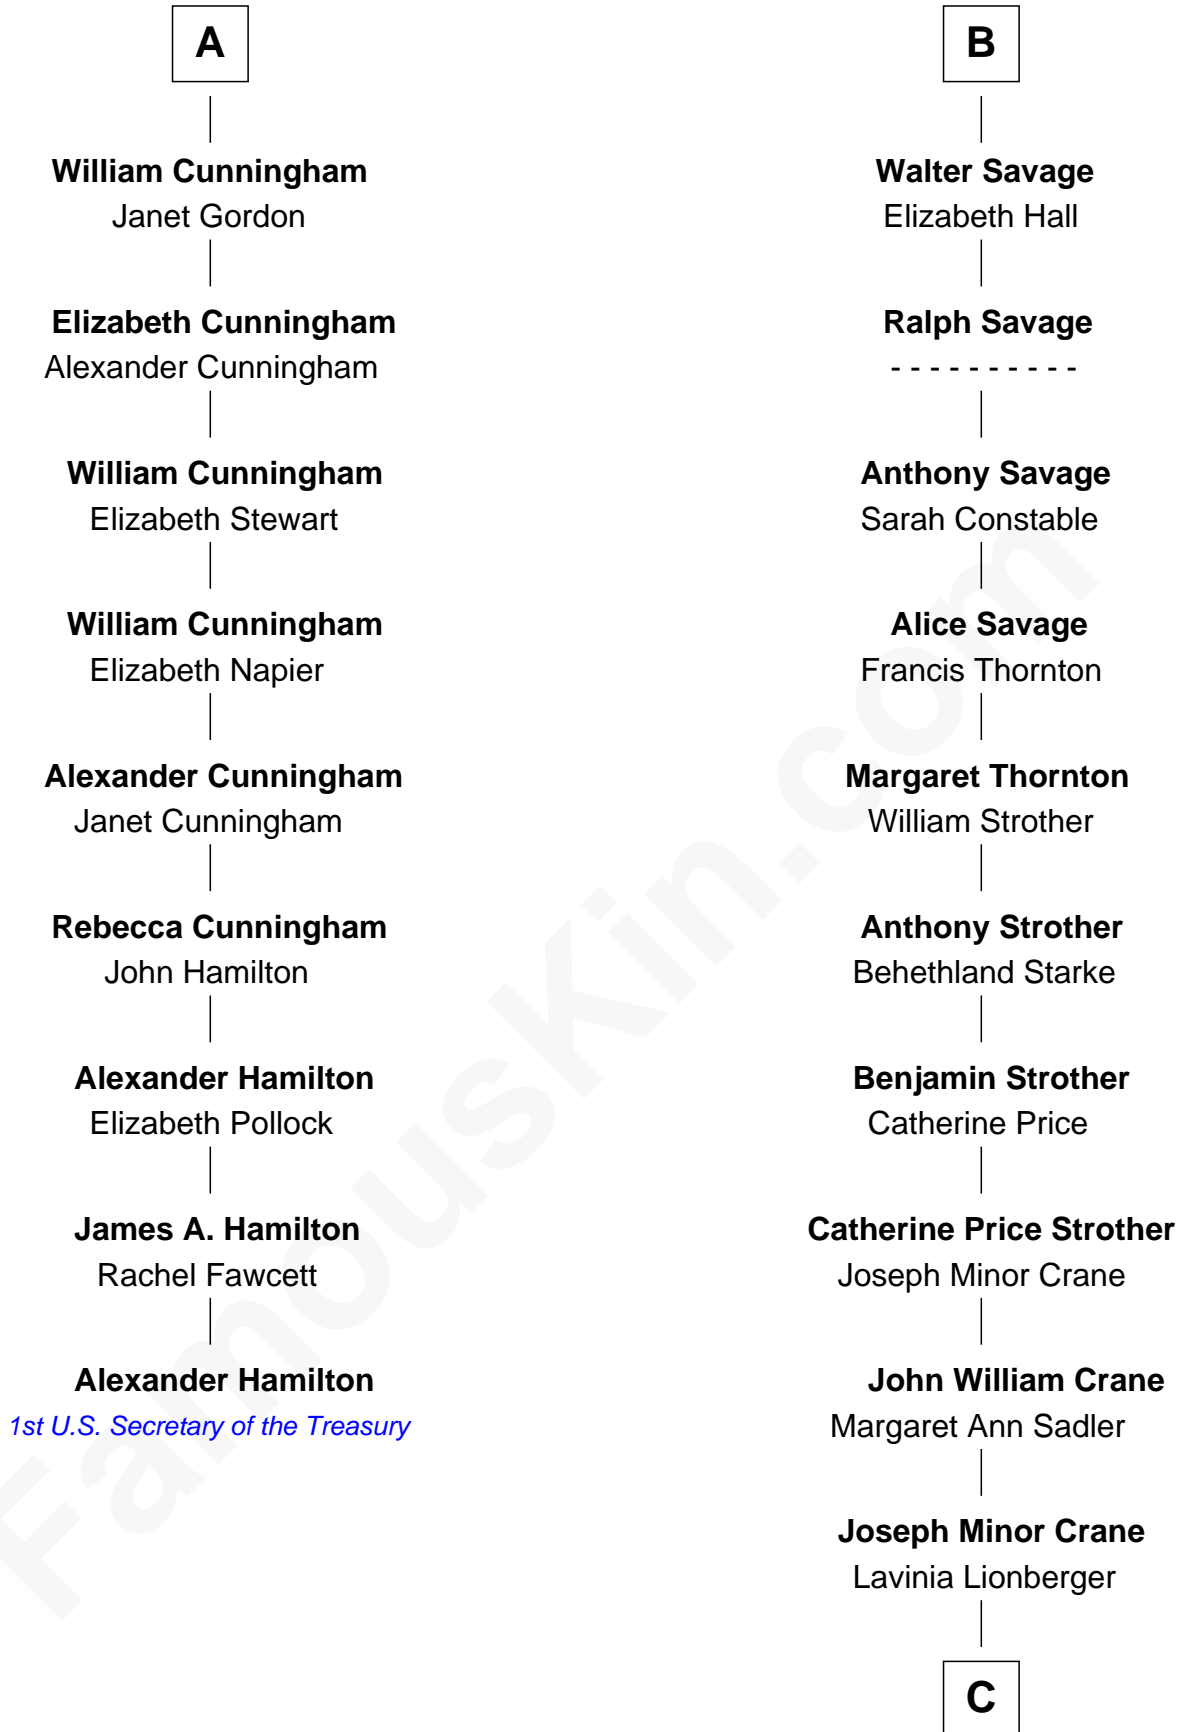 A
William Cunningham
Janet Gordon
Elizabeth Cunningham
Alexander Cunningham
William Cunningham
Elizabeth Stewart
William Cunningham
Elizabeth Napier
Alexander Cunningham
Janet Cunningham
Rebecca Cunningham
John Hamilton
Alexander Hamilton
Elizabeth Pollock
James A. Hamilton
Rachel Fawcett
Alexander Hamilton
1st U.S. Secretary of the Treasury
B
Walter Savage
Elizabeth Hall
Ralph Savage
- - - - - - - - - -
Anthony Savage
Sarah Constable
Alice Savage
Francis Thornton
Margaret Thornton
William Strother
Anthony Strother
Behethland Starke
Benjamin Strother
Catherine Price
Catherine Price Strother
Joseph Minor Crane
John William Crane
Margaret Ann Sadler
Joseph Minor Crane
Lavinia Lionberger
C
FamousKin.com